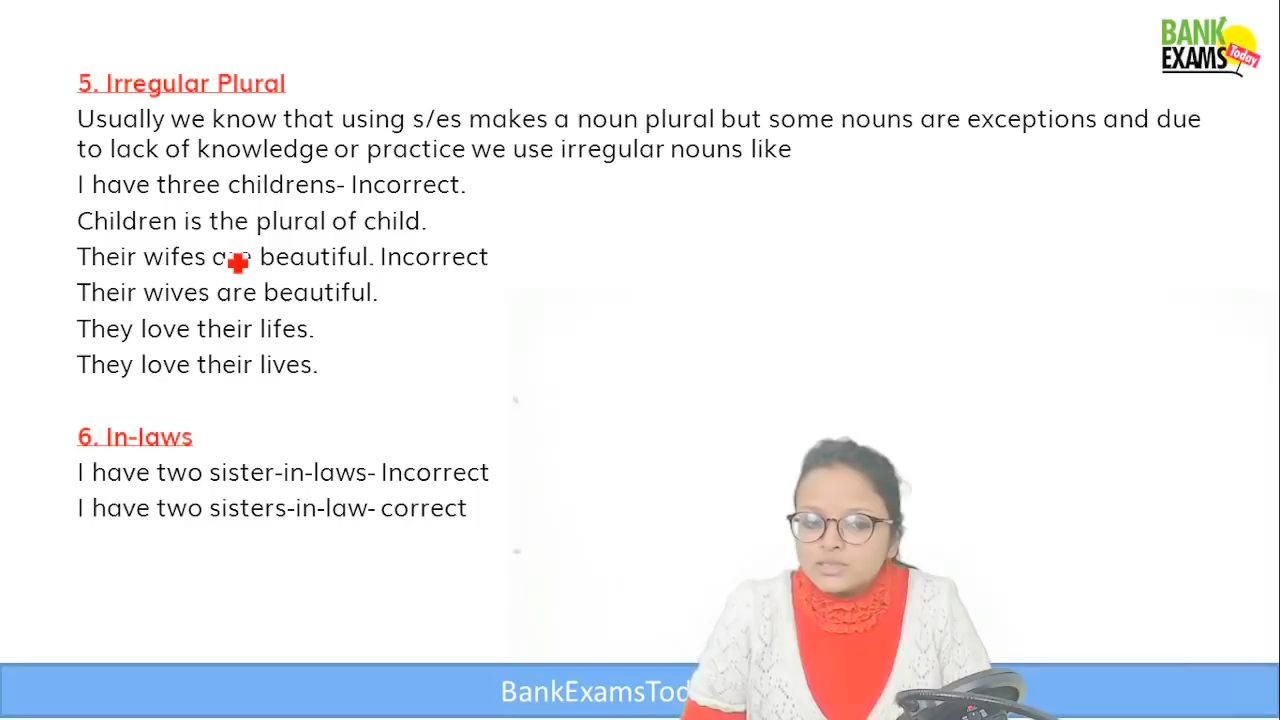 BANK
EXAMS
Today
5. Irregular Plural
Usually we know that using s/es makes a noun plural but some nouns are exceptions and due
to lack of knowledge or practice we use irregular nouns like
I have three childrens- Incorrect.
Children is the plural of child.
Their wifes are beautiful. Incorrect
Their wives are beautiful.
They love their lifes.
They love their lives.
6. In-laws
I have two sister-in-laws- Incorrect
I have two sisters-in-law- correct
BankExamsTod